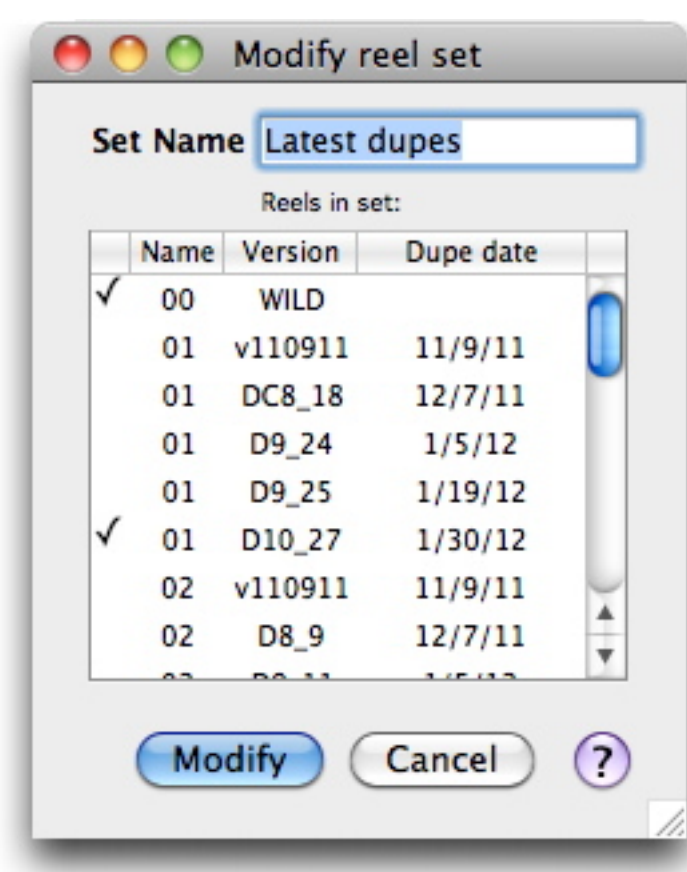 Modify reel set
Set Name Latest dupes
Reels in set:
Name Version Dupe date
✓ 00 WILD
01 v110911 11/9/11
01 DC8_18 12/7/11
01 D9_24 1/5/12
01 D9_25 1/19/12
✓ 01 D10_27 1/30/12
02 v110911 11/9/11
02 D8_9 12/7/11
Modify Cancel ?